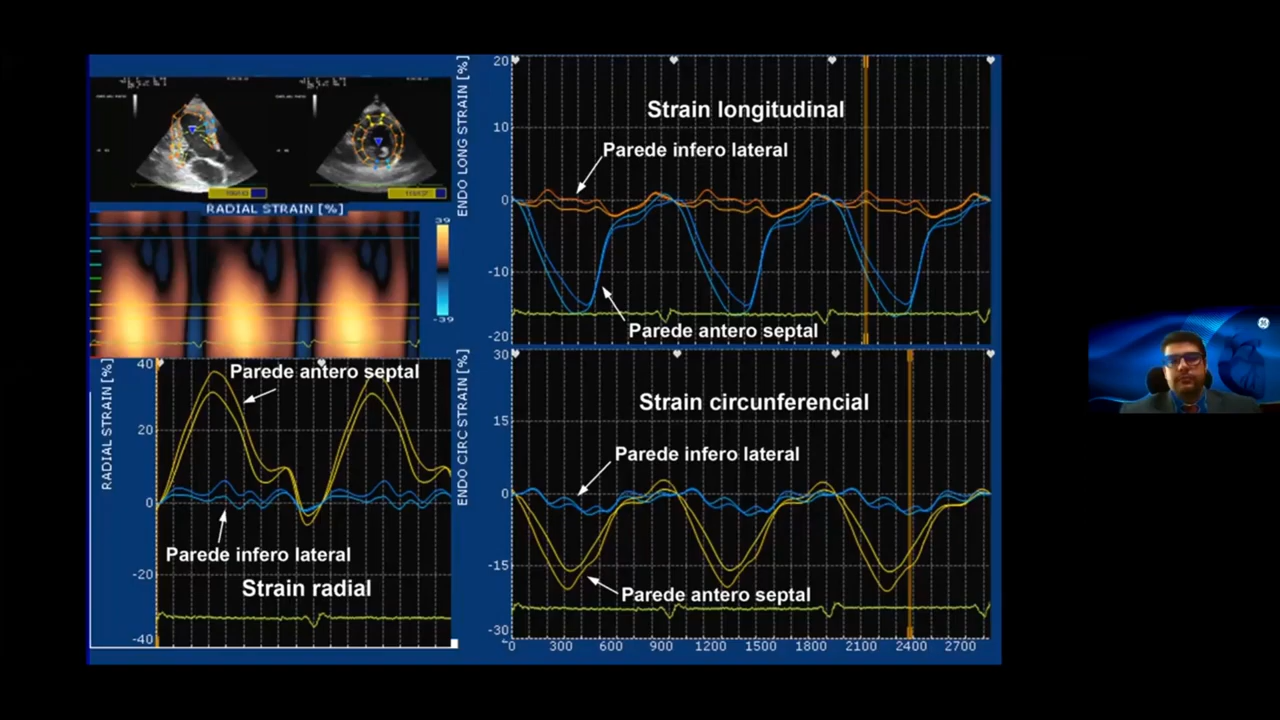 RADIAL STRAIN [%]
39
-39
RADIAL STRAIN [%]
40
20
0
-20
-40
Parede antero septal
Parede infero lateral
Strain radial
ENDO LONG STRAIN [%]
20
10
0
-10
-20
Strain longitudinal
Parede infero lateral
Parede antero septal
ENDO CIRC STRAIN [%]
30
15
0
-15
-30
Strain circunferencial
Parede infero lateral
Parede antero septal
0 300 600 900 1200 1500 1800 2100 2400 2700